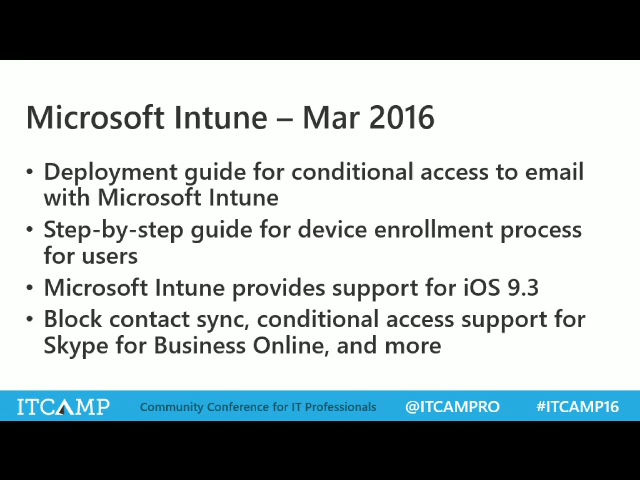 Microsoft Intune – Mar 2016
• Deployment guide for conditional access to email
with Microsoft Intune
• Step-by-step guide for device enrollment process
for users
• Microsoft Intune provides support for iOS 9.3
• Block contact sync, conditional access support for
Skype for Business Online, and more
ITCAMP Community Conference for IT Professionals @ITCAMPRO #ITCAMP16